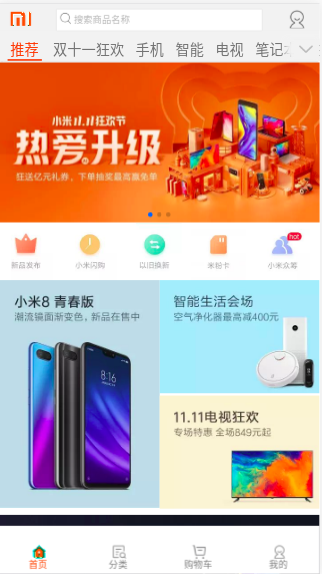 搜索商品名称
推荐 双十一狂欢 手机 智能 电视 笔记
小米11.11狂欢节
热爱升级
狂送亿元礼券，下单抽奖最高赢免单
新品发布 小米闪购 以旧换新 米粉卡 小米众筹
hot
小米8 青春版
潮流镜面渐变色，新品在售中
智能生活会场
空气净化器最高减400元
11.11电视狂欢
专场特惠 全场849元起
首页 分类 购物车 我的